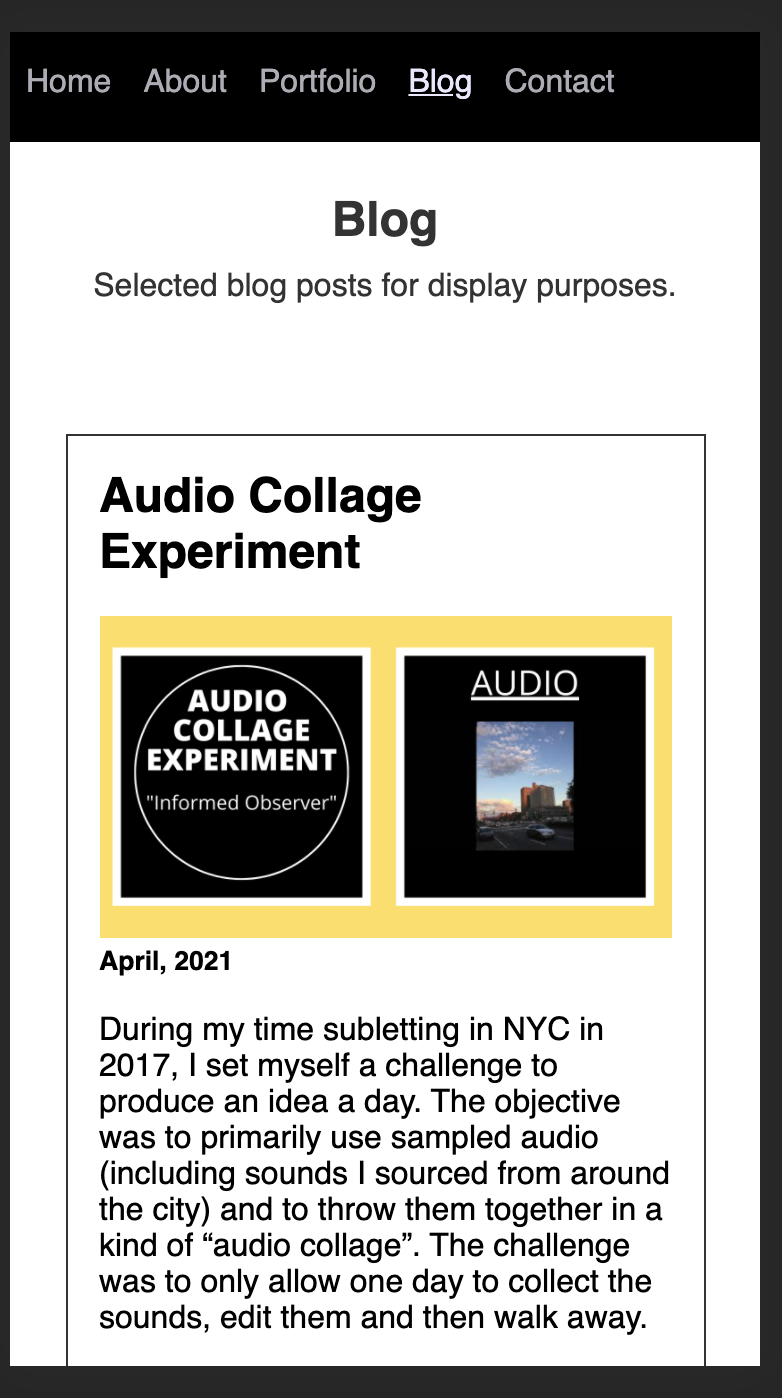 Home About Portfolio Blog Contact
Blog
Selected blog posts for display purposes.
Audio Collage
Experiment
AUDIO
COLLAGE
EXPERIMENT
"Informed Observer"
AUDIO
April, 2021
During my time subletting in NYC in
2017, I set myself a challenge to
produce an idea a day. The objective
was to primarily use sampled audio
(including sounds I sourced from around
the city) and to throw them together in a
kind of “audio collage”. The challenge
was to only allow one day to collect the
sounds, edit them and then walk away.